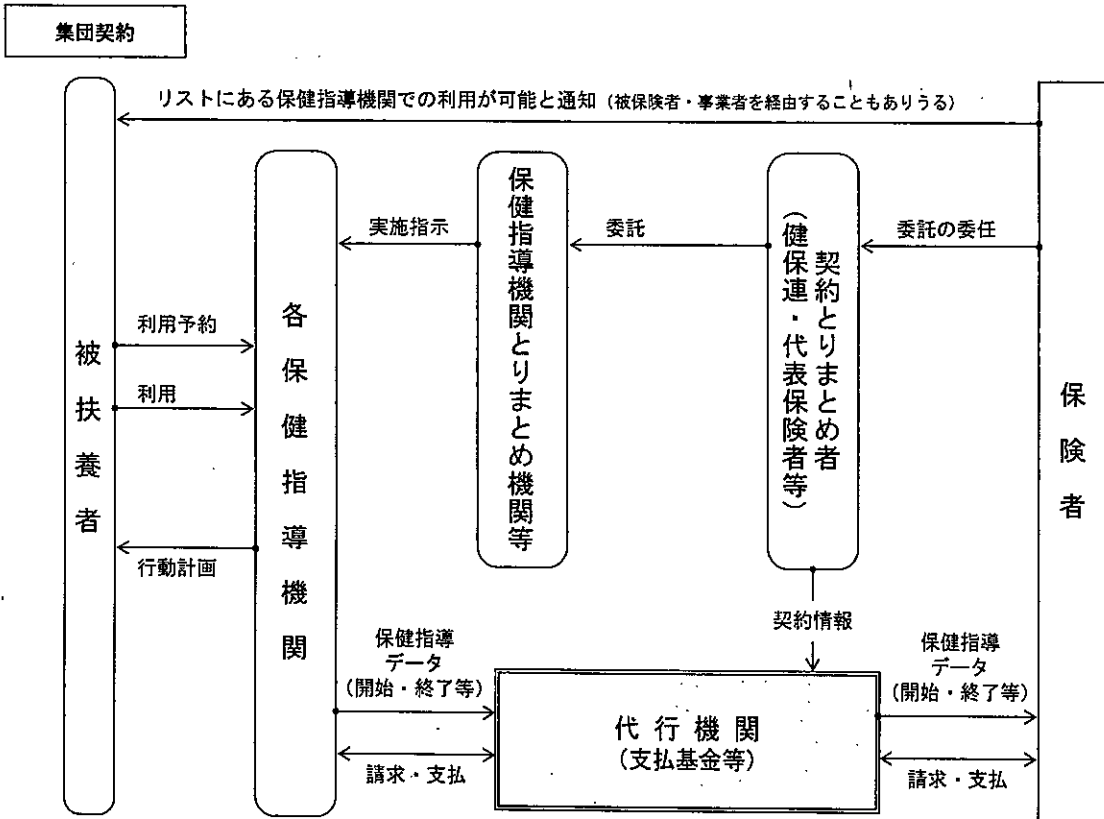 集団契約
リストにある保健指導機関での利用が可能と通知（被保険者・事業者を経由することもありうる）
被扶養者
各保健指導機関
保健指導機関とりまとめ機関等
契約とりまとめ者
（健保連・代表保険者等）
保険者
実施指示
委託
委託の委任
利用予約
利用
行動計画
契約情報
保健指導
データ
（開始・終了等）
請求・支払
代行機関
（支払基金等）
保健指導
データ
（開始・終了等）
請求・支払